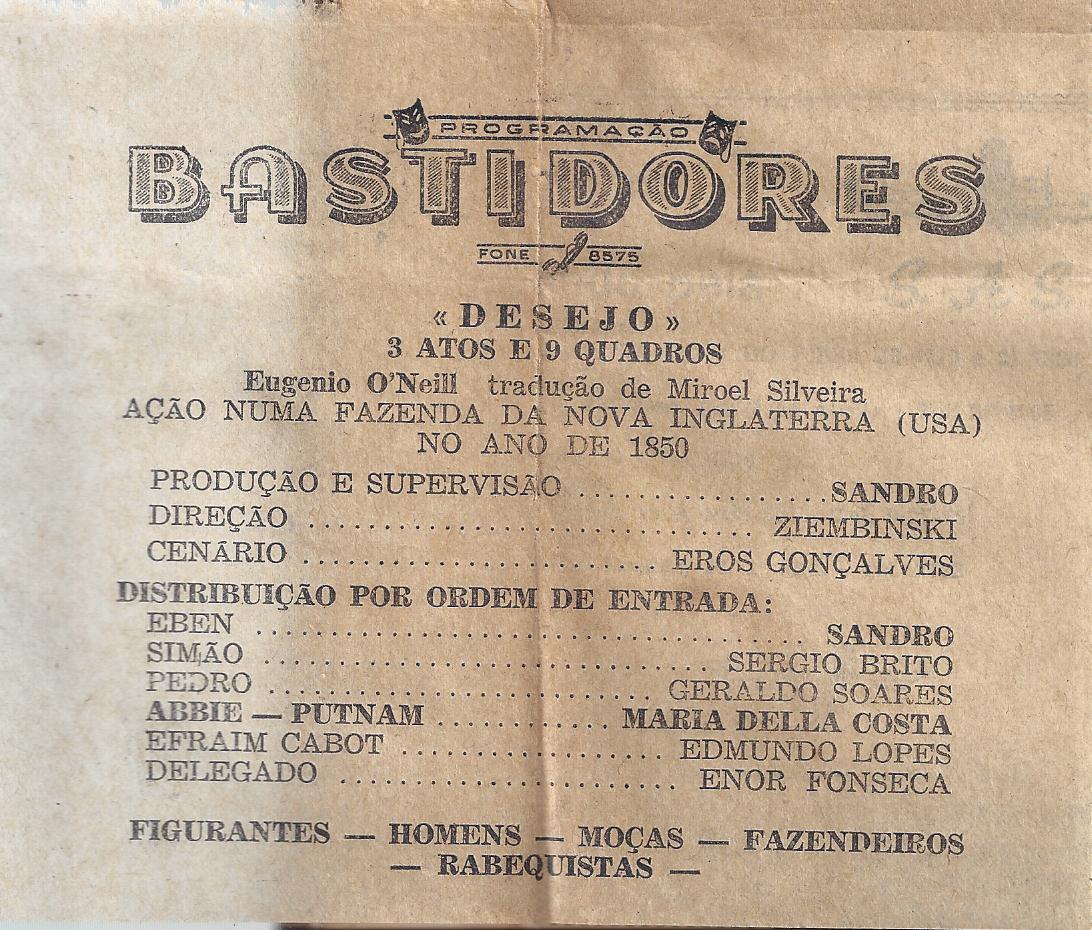 PROGRAMAÇÃO
BASTIDORES
FONE 8575
« DESEJO »
3 ATOS E 9 QUADROS
Eugenio O'Neill tradução de Miroel Silveira
AÇÃO NUMA FAZENDA DA NOVA INGLATERRA (USA)
NO ANO DE 1850
PRODUÇÃO E SUPERVISÃO .................. SANDRO
DIREÇÃO ............................... ZIEMBINSKI
CENÁRIO ......................... EROS GONÇALVES
DISTRIBUIÇÃO POR ORDEM DE ENTRADA:
EBEN ..................................... SANDRO
SIMÃO .............................. SERGIO BRITO
PEDRO ........................... GERALDO SOARES
ABBIE — PUTNAM ............ MARIA DELLA COSTA
EFRAIM CABOT .................... EDMUNDO LOPES
DELEGADO ......................... ENOR FONSECA
FIGURANTES — HOMENS — MOÇAS — FAZENDEIROS
— RABEQUISTAS —